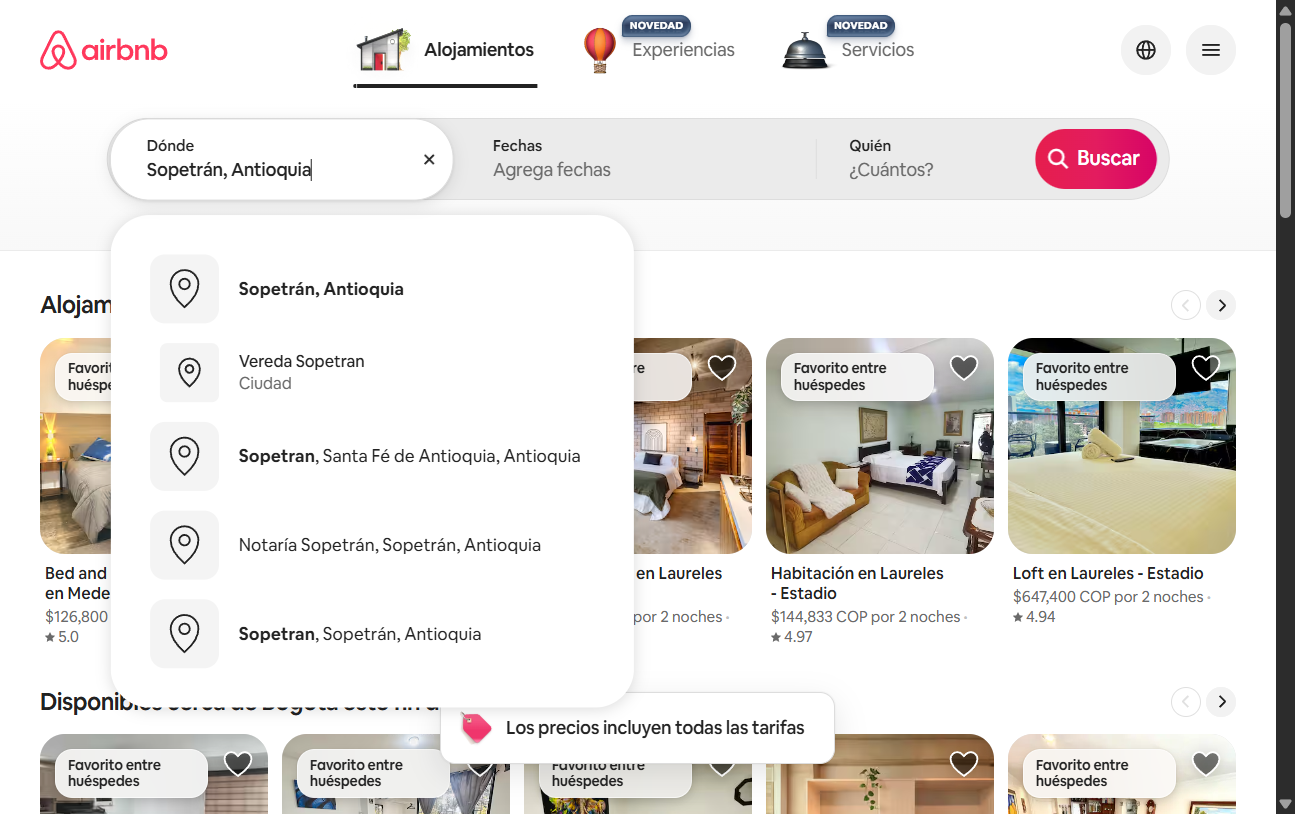 airbnb
Alojamientos
NOVEDAD
Experiencias
NOVEDAD
Servicios
Dónde
Sopetrán, Antioquia
Fechas
Agrega fechas
Quién
¿Cuántos?
Buscar
Sopetrán, Antioquia
Vereda Sopetran
Ciudad
Sopetran, Santa Fé de Antioquia, Antioquia
Notaría Sopetrán, Sopetrán, Antioquia
Sopetran, Sopetrán, Antioquia
Alojam
Favorit
huéspe
re
Favorito entre
huéspedes
Favorito entre
huéspedes
Bed and
en Mede
$126,800
5.0
en Laureles
por 2 noches ·
Habitación en Laureles
- Estadio
$144,833 COP por 2 noches ·
4.97
Loft en Laureles - Estadio
$647,400 COP por 2 noches ·
4.94
Disponibles cerca de Bogotá este fin d
Los precios incluyen todas las tarifas
Favorito entre
huéspedes
Favorito entre
huéspedes
Favorito entre
huéspedes
Favorito entre
huéspedes